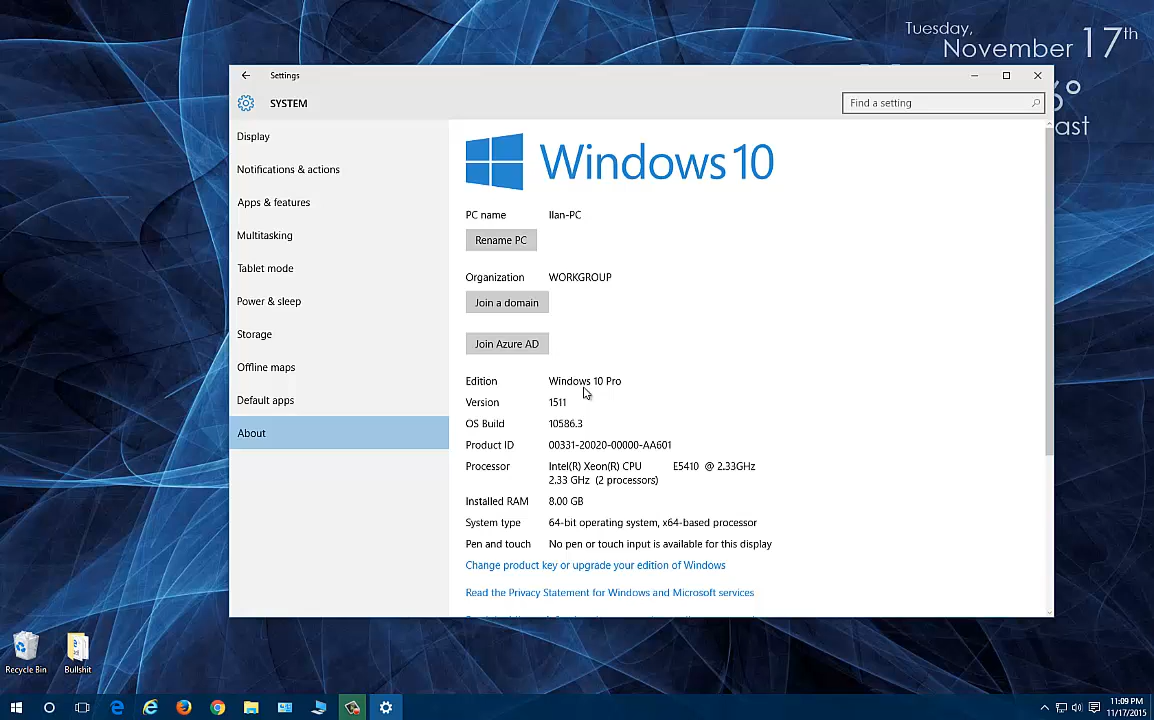 Tuesday,
November 17th
6°
ast
Settings
SYSTEM
Find a setting
Display
Notifications & actions
Apps & features
Multitasking
Tablet mode
Power & sleep
Storage
Offline maps
Default apps
About
Windows 10
PC name Ilan-PC
Rename PC
Organization WORKGROUP
Join a domain
Join Azure AD
Edition Windows 10 Pro
Version 1511
OS Build 10586.3
Product ID 00331-20020-00000-AA601
Processor Intel(R) Xeon(R) CPU E5410 @ 2.33GHz
2.33 GHz (2 processors)
Installed RAM 8.00 GB
System type 64-bit operating system, x64-based processor
Pen and touch No pen or touch input is available for this display
Change product key or upgrade your edition of Windows
Read the Privacy Statement for Windows and Microsoft services
Recycle Bin
Bullshit
11:09 PM
11/17/2015